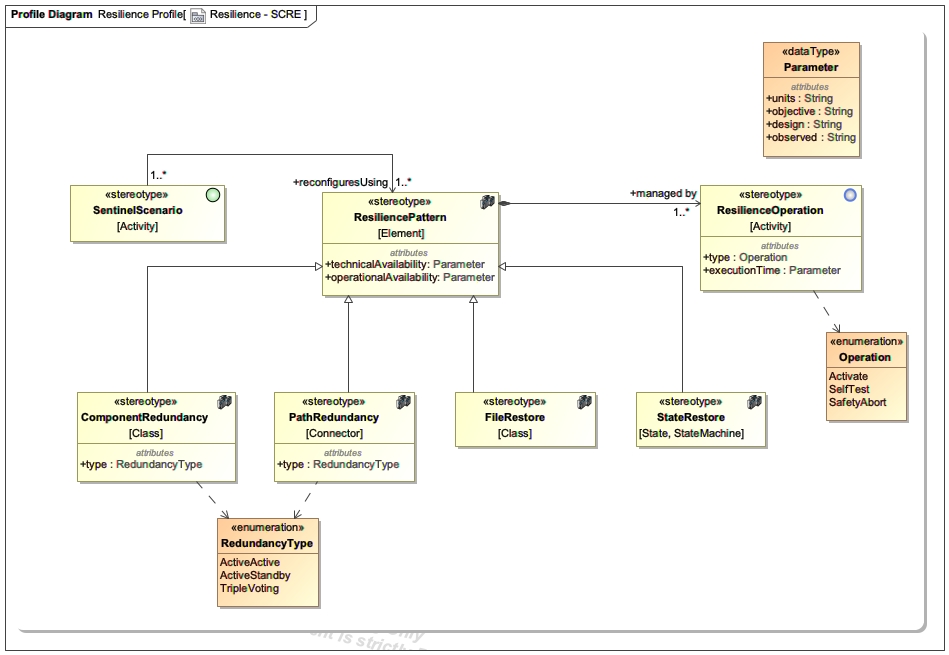 Profile Diagram Resilience Profile[ Resilience - SCRE ]
«dataType»
Parameter
attributes
+units : String
+objective : String
+design : String
+observed : String
1..*
+reconfiguresUsing
1..*
«stereotype»
SentinelScenario
[Activity]
«stereotype»
ResiliencePattern
[Element]
attributes
+technicalAvailability: Parameter
+operationalAvailability: Parameter
+managed by
1..*
«stereotype»
ResilienceOperation
[Activity]
attributes
+type : Operation
+executionTime : Parameter
«enumeration»
Operation
Activate
SelfTest
SafetyAbort
«stereotype»
ComponentRedundancy
[Class]
attributes
+type : RedundancyType
«stereotype»
PathRedundancy
[Connector]
attributes
+type : RedundancyType
«stereotype»
FileRestore
[Class]
«stereotype»
StateRestore
[State, StateMachine]
«enumeration»
RedundancyType
ActiveActive
ActiveStandby
TripleVoting
is strictly